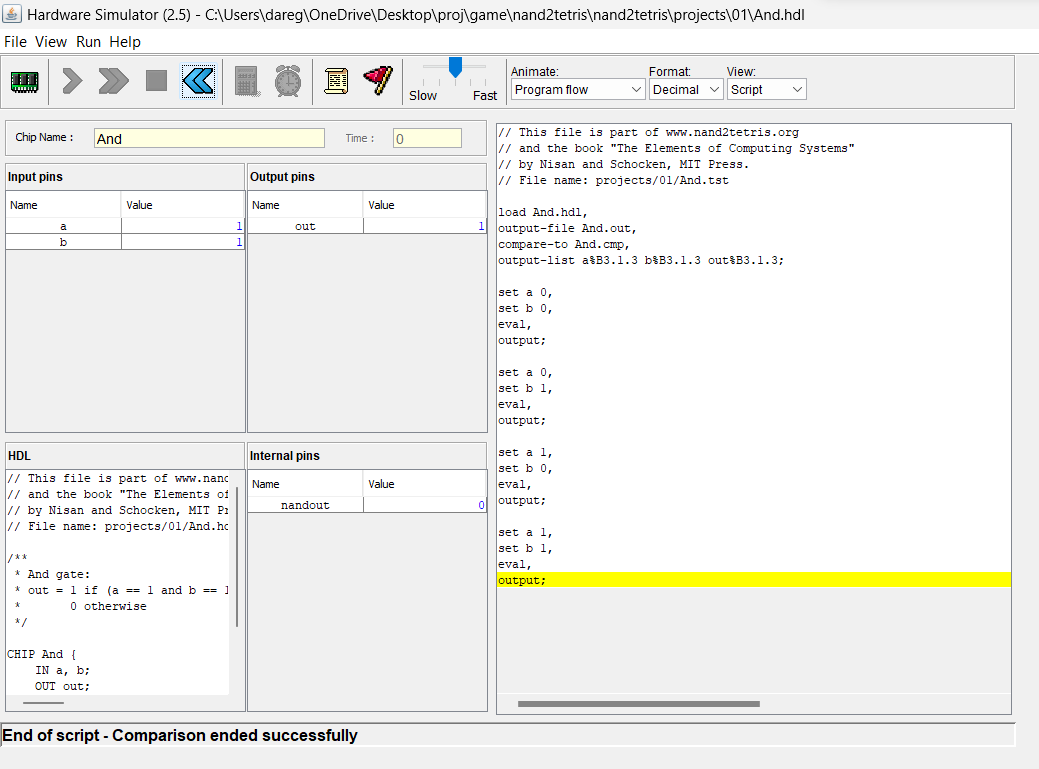 Hardware Simulator (2.5) - C:\Users\dareg\OneDrive\Desktop\proj\game\nand2tetris\nand2tetris\projects\01\And.hdl
File View Run Help
Slow Fast
Animate: Format: View:
Program flow Decimal Script
Chip Name : And Time : 0
Input pins
Name Value
a 1
b 1
Output pins
Name Value
out 1
HDL
// This file is part of www.nand
// and the book "The Elements of
// by Nisan and Schocken, MIT Pr
// File name: projects/01/And.hd
/**
* And gate:
* out = 1 if (a == 1 and b == 1
* 0 otherwise
*/
CHIP And {
IN a, b;
OUT out;
Internal pins
Name Value
nandout 0
// This file is part of www.nand2tetris.org
// and the book "The Elements of Computing Systems"
// by Nisan and Schocken, MIT Press.
// File name: projects/01/And.tst
load And.hdl,
output-file And.out,
compare-to And.cmp,
output-list a%B3.1.3 b%B3.1.3 out%B3.1.3;
set a 0,
set b 0,
eval,
output;
set a 0,
set b 1,
eval,
output;
set a 1,
set b 0,
eval,
output;
set a 1,
set b 1,
eval,
output;
End of script - Comparison ended successfully